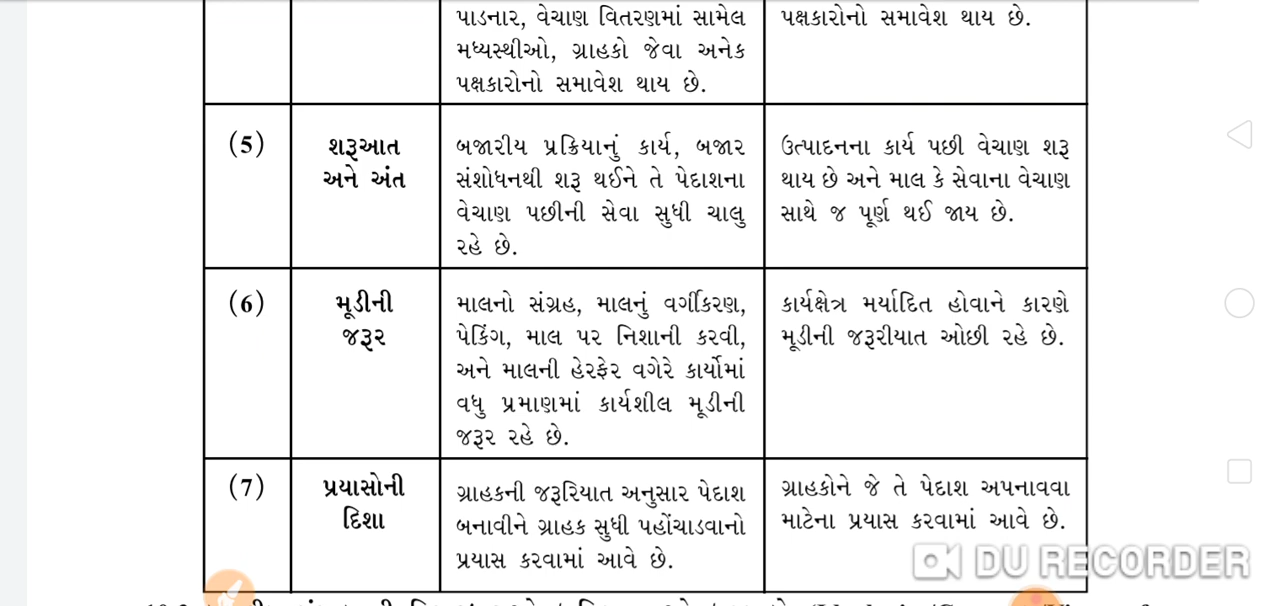 પાડનાર, વેચાણ વિતરણમાં સામેલ
મધ્યસ્થીઓ, ગ્રાહકો જેવા અનેક
પક્ષકારોનો સમાવેશ થાય છે.
પક્ષકારોનો સમાવેશ થાય છે.
(5)
શરૂઆત
અને અંત
બજારીય પ્રક્રિયાનું કાર્ય, બજાર
સંશોધનથી શરૂ થઈને તે પેદાશના
વેચાણ પછીની સેવા સુધી ચાલુ
રહે છે.
ઉત્પાદનના કાર્ય પછી વેચાણ શરૂ
થાય છે અને માલ કે સેવાના વેચાણ
સાથે જ પૂર્ણ થઈ જાય છે.
(6)
મૂડીની
જરૂર
માલનો સંગ્રહ, માલનું વર્ગીકરણ,
પેકિંગ, માલ પર નિશાની કરવી,
અને માલની હેરફેર વગેરે કાર્યોમાં
વધુ પ્રમાણમાં કાર્યશીલ મૂડીની
જરૂર રહે છે.
કાર્યક્ષેત્ર મર્યાદિત હોવાને કારણે
મૂડીની જરૂરીયાત ઓછી રહે છે.
(7)
પ્રયાસોની
દિશા
ગ્રાહકની જરૂરિયાત અનુસાર પેદાશ
બનાવીને ગ્રાહક સુધી પહોંચાડવાનો
પ્રયાસ કરવામાં આવે છે.
ગ્રાહકોને જે તે પેદાશ અપનાવવા
માટેના પ્રયાસ કરવામાં આવે છે.
DU RECORDER